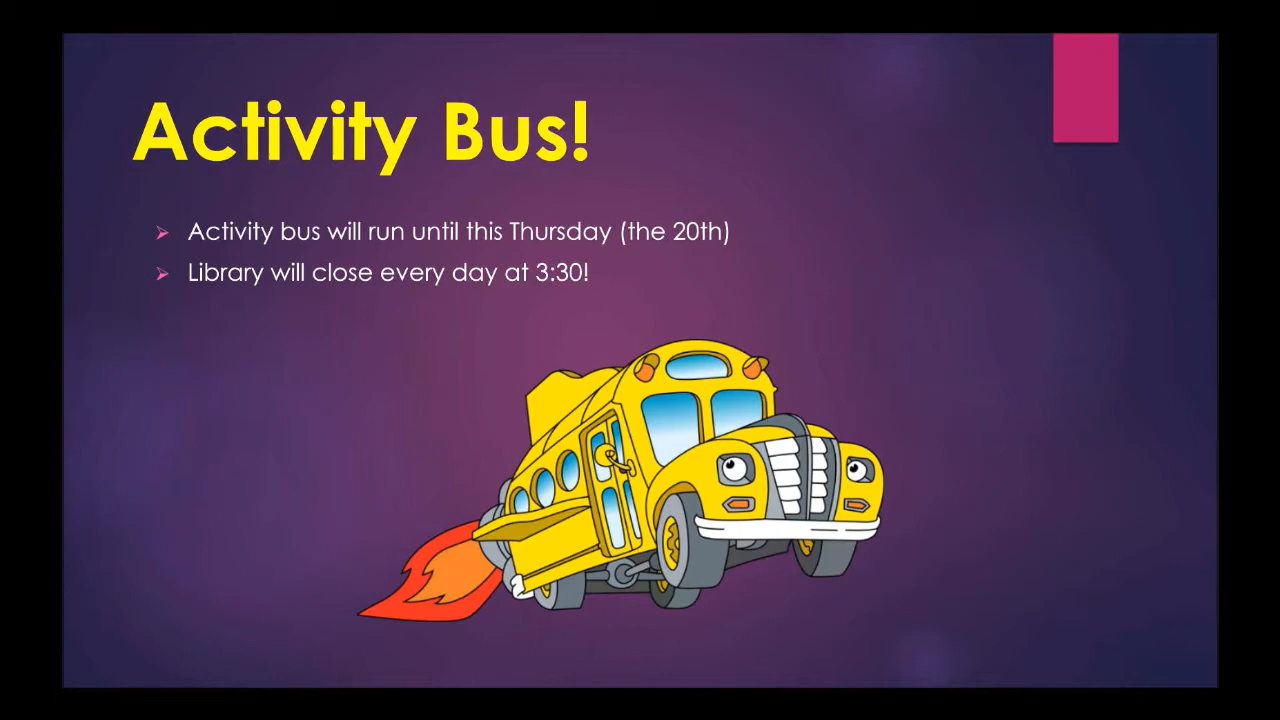 Activity Bus!
Activity bus will run until this Thursday (the 20th)
Library will close every day at 3:30!